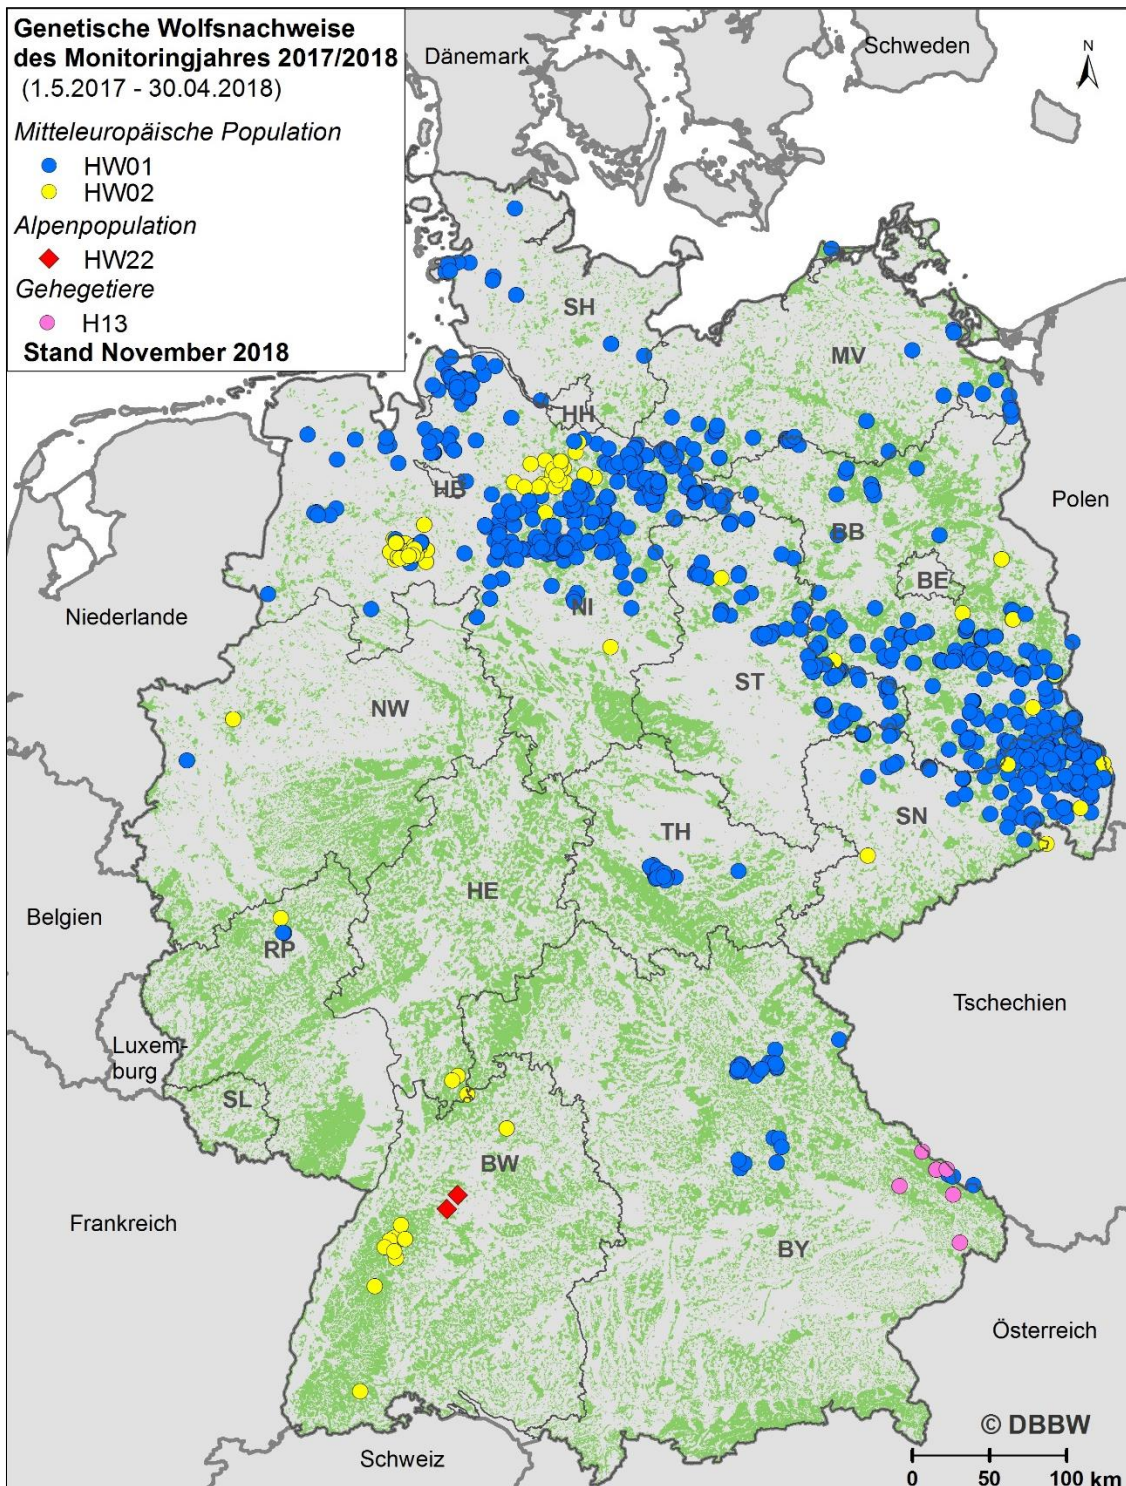 Genetische Wolfsnachweise
des Monitoringjahres 2017/2018
(1.5.2017 - 30.04.2018)
Mitteleuropäische Population
HW01
HW02
Alpenpopulation
HW22
Gehegetiere
H13
Stand November 2018
Dänemark
Schweden
N
SH
MV
HH
HB
Polen
BB
BE
Niederlande
NI
ST
NW
SN
TH
HE
Belgien
RP
Tschechien
Luxem-
burg
SL
BW
Frankreich
BY
Österreich
Schweiz
© DBBW
0 50 100 km